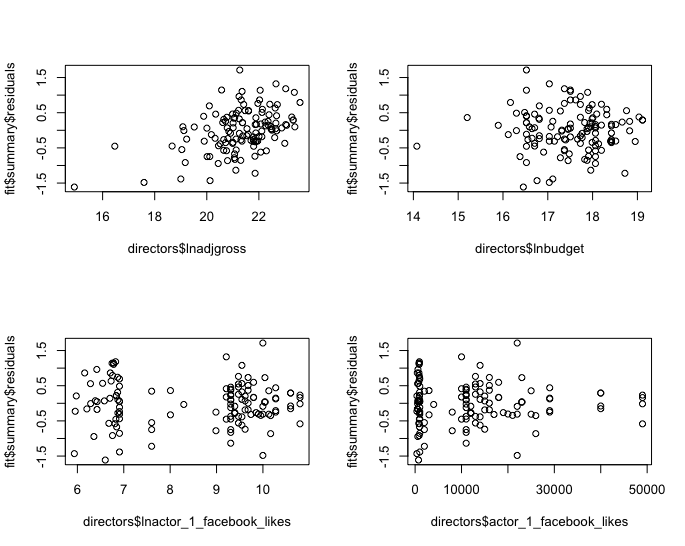 fit$summary$residuals
1.5
0.5
-0.5
-1.5
16 18 20 22
directors$lnadjgross
fit$summary$residuals
1.5
0.5
-0.5
-1.5
14 15 16 17 18 19
directors$lnbudget
fit$summary$residuals
1.5
0.5
-0.5
-1.5
6 7 8 9 10
directors$lnactor_1_facebook_likes
fit$summary$residuals
1.5
0.5
-0.5
-1.5
0 10000 30000 50000
directors$actor_1_facebook_likes